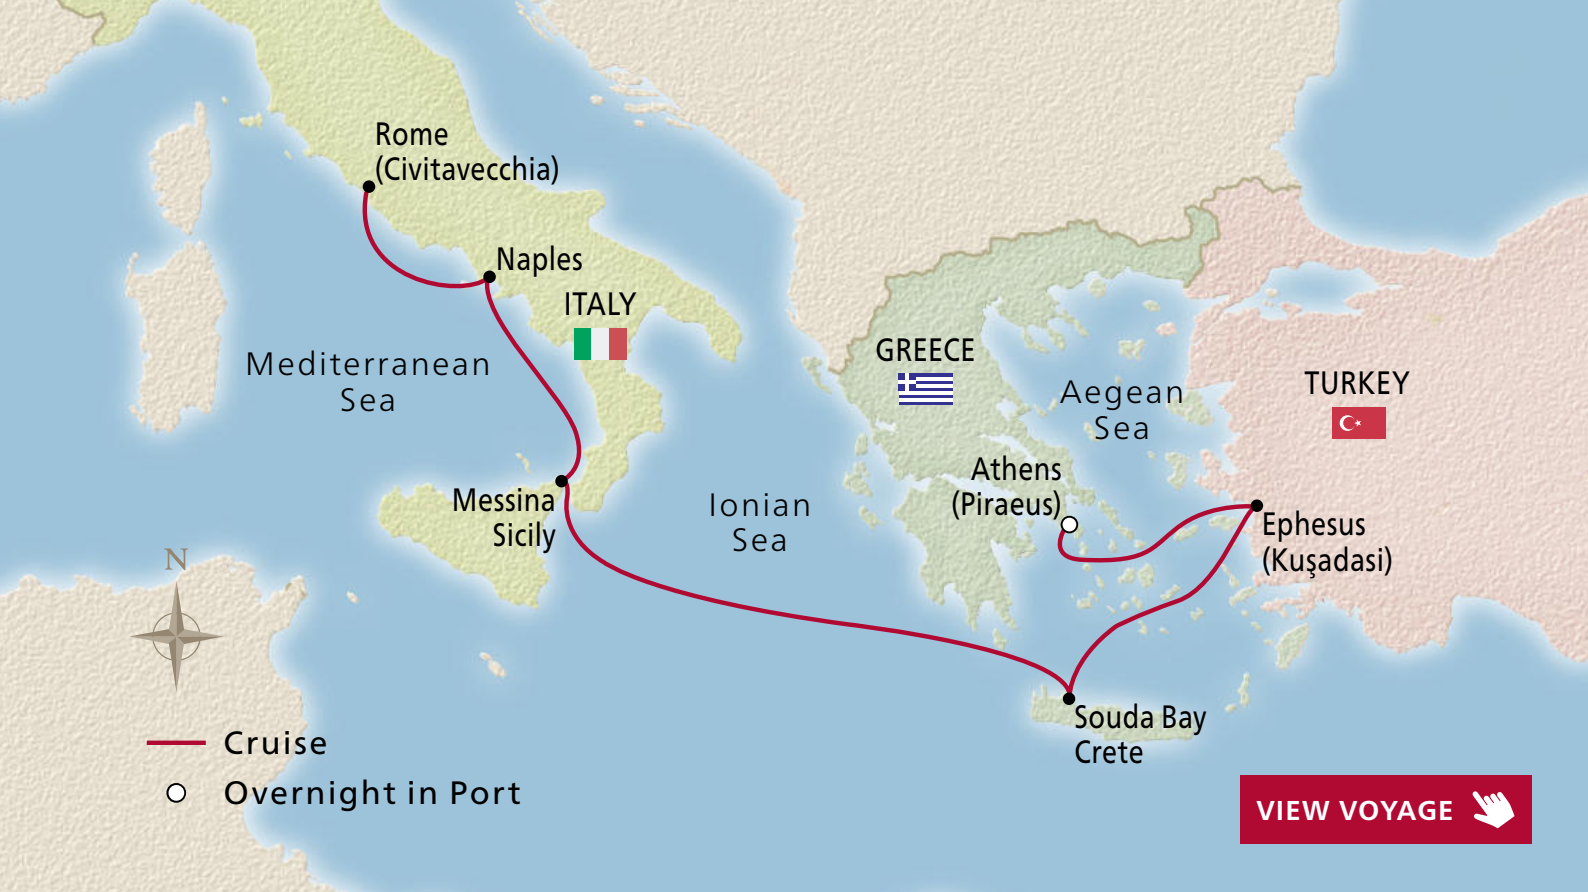 Rome
(Civitavecchia)
Naples
ITALY
Mediterranean
Sea
GREECE
TURKEY
Aegean
Sea
Athens
(Piraeus)
Messina
Sicily
Ionian
Sea
Ephesus
(Kuşadasi)
N
Souda Bay
Crete
Cruise
Overnight in Port
VIEW VOYAGE